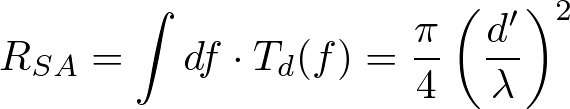 R_{SA} = \int df \cdot T_d(f) = \frac{\pi}{4} \left( \frac{d'}{\lambda} \right)^2